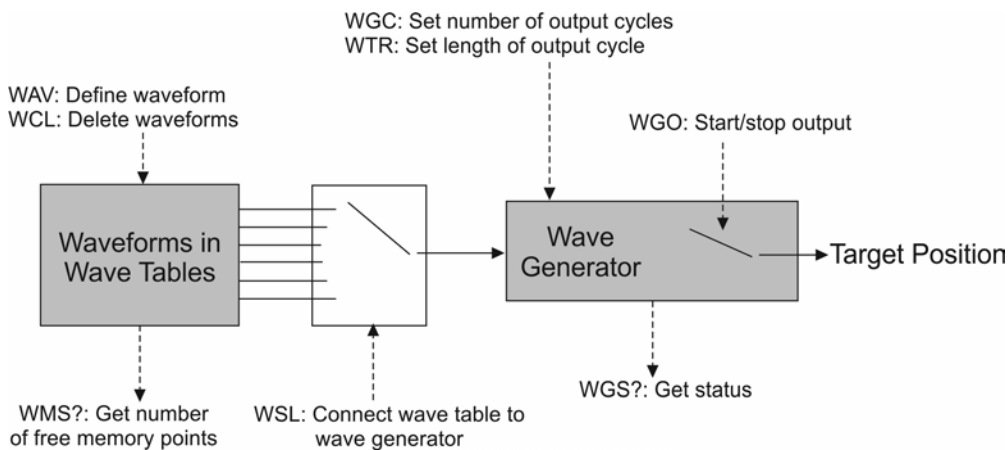 WGC: Set number of output cycles
WTR: Set length of output cycle
WAV: Define waveform
WCL: Delete waveforms
WGO: Start/stop output
Waveforms in
Wave Tables
Wave
Generator
Target Position
WMS?: Get number
of free memory points
WSL: Connect wave table to
wave generator
WGS?: Get status